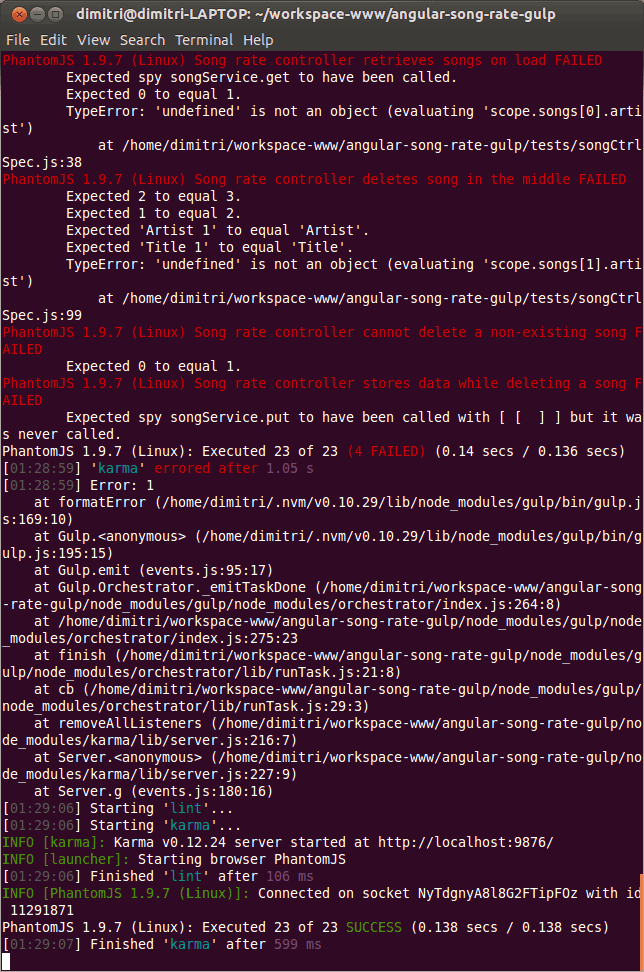 dimitri@dimitri-LAPTOP: ~/workspace-www/angular-song-rate-gulp
File Edit View Search Terminal Help
PhantomJS 1.9.7 (Linux) Song rate controller retrieves songs on load FAILED
        Expected spy songService.get to have been called.
        Expected 0 to equal 1.
        TypeError: 'undefined' is not an object (evaluating 'scope.songs[0].arti
st')
            at /home/dimitri/workspace-www/angular-song-rate-gulp/tests/songCtrl
Spec.js:38
PhantomJS 1.9.7 (Linux) Song rate controller deletes song in the middle FAILED
        Expected 2 to equal 3.
        Expected 1 to equal 2.
        Expected 'Artist 1' to equal 'Artist'.
        Expected 'Title 1' to equal 'Title'.
        TypeError: 'undefined' is not an object (evaluating 'scope.songs[1].arti
st')
            at /home/dimitri/workspace-www/angular-song-rate-gulp/tests/songCtrl
Spec.js:99
PhantomJS 1.9.7 (Linux) Song rate controller cannot delete a non-existing song F
AILED
        Expected 0 to equal 1.
PhantomJS 1.9.7 (Linux) Song rate controller stores data while deleting a song F
AILED
        Expected spy songService.put to have been called with [ [  ] ] but it wa
s never called.
PhantomJS 1.9.7 (Linux): Executed 23 of 23 (4 FAILED) (0.14 secs / 0.136 secs)
[01:28:59] 'karma' errored after 1.05 s
[01:28:59] Error: 1
    at formatError (/home/dimitri/.nvm/v0.10.29/lib/node_modules/gulp/bin/gulp.j
s:169:10)
    at Gulp.<anonymous> (/home/dimitri/.nvm/v0.10.29/lib/node_modules/gulp/bin/g
ulp.js:195:15)
    at Gulp.emit (events.js:95:17)
    at Gulp.Orchestrator._emitTaskDone (/home/dimitri/workspace-www/angular-song
-rate-gulp/node_modules/gulp/node_modules/orchestrator/index.js:264:8)
    at /home/dimitri/workspace-www/angular-song-rate-gulp/node_modules/gulp/node
_modules/orchestrator/index.js:275:23
    at finish (/home/dimitri/workspace-www/angular-song-rate-gulp/node_modules/g
ulp/node_modules/orchestrator/lib/runTask.js:21:8)
    at cb (/home/dimitri/workspace-www/angular-song-rate-gulp/node_modules/gulp/
node_modules/orchestrator/lib/runTask.js:29:3)
    at removeAllListeners (/home/dimitri/workspace-www/angular-song-rate-gulp/no
de_modules/karma/lib/server.js:216:7)
    at Server.<anonymous> (/home/dimitri/workspace-www/angular-song-rate-gulp/no
de_modules/karma/lib/server.js:227:9)
    at Server.g (events.js:180:16)
[01:29:06] Starting 'lint'...
[01:29:06] Starting 'karma'...
INFO [karma]: Karma v0.12.24 server started at http://localhost:9876/
INFO [launcher]: Starting browser PhantomJS
[01:29:06] Finished 'lint' after 106 ms
INFO [PhantomJS 1.9.7 (Linux)]: Connected on socket NyTdgnyA8l8G2FTipFOz with id
 11291871
PhantomJS 1.9.7 (Linux): Executed 23 of 23 SUCCESS (0.138 secs / 0.138 secs)
[01:29:07] Finished 'karma' after 599 ms